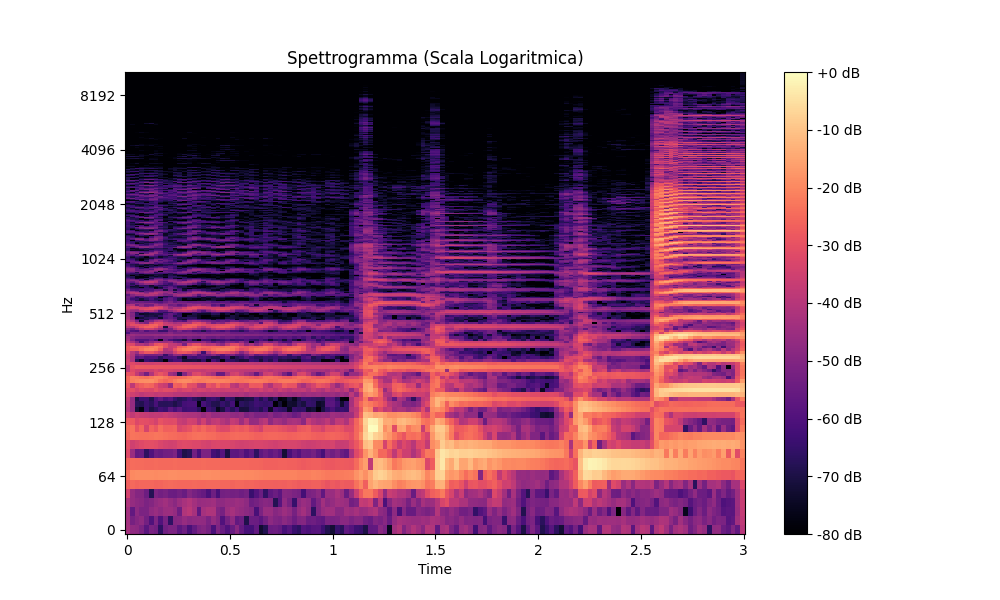 Spettrogramma (Scala Logaritmica)
Hz
8192
4096
2048
1024
512
256
128
64
0
0
0.5
1
1.5
2
2.5
3
Time
+0 dB
-10 dB
-20 dB
-30 dB
-40 dB
-50 dB
-60 dB
-70 dB
-80 dB